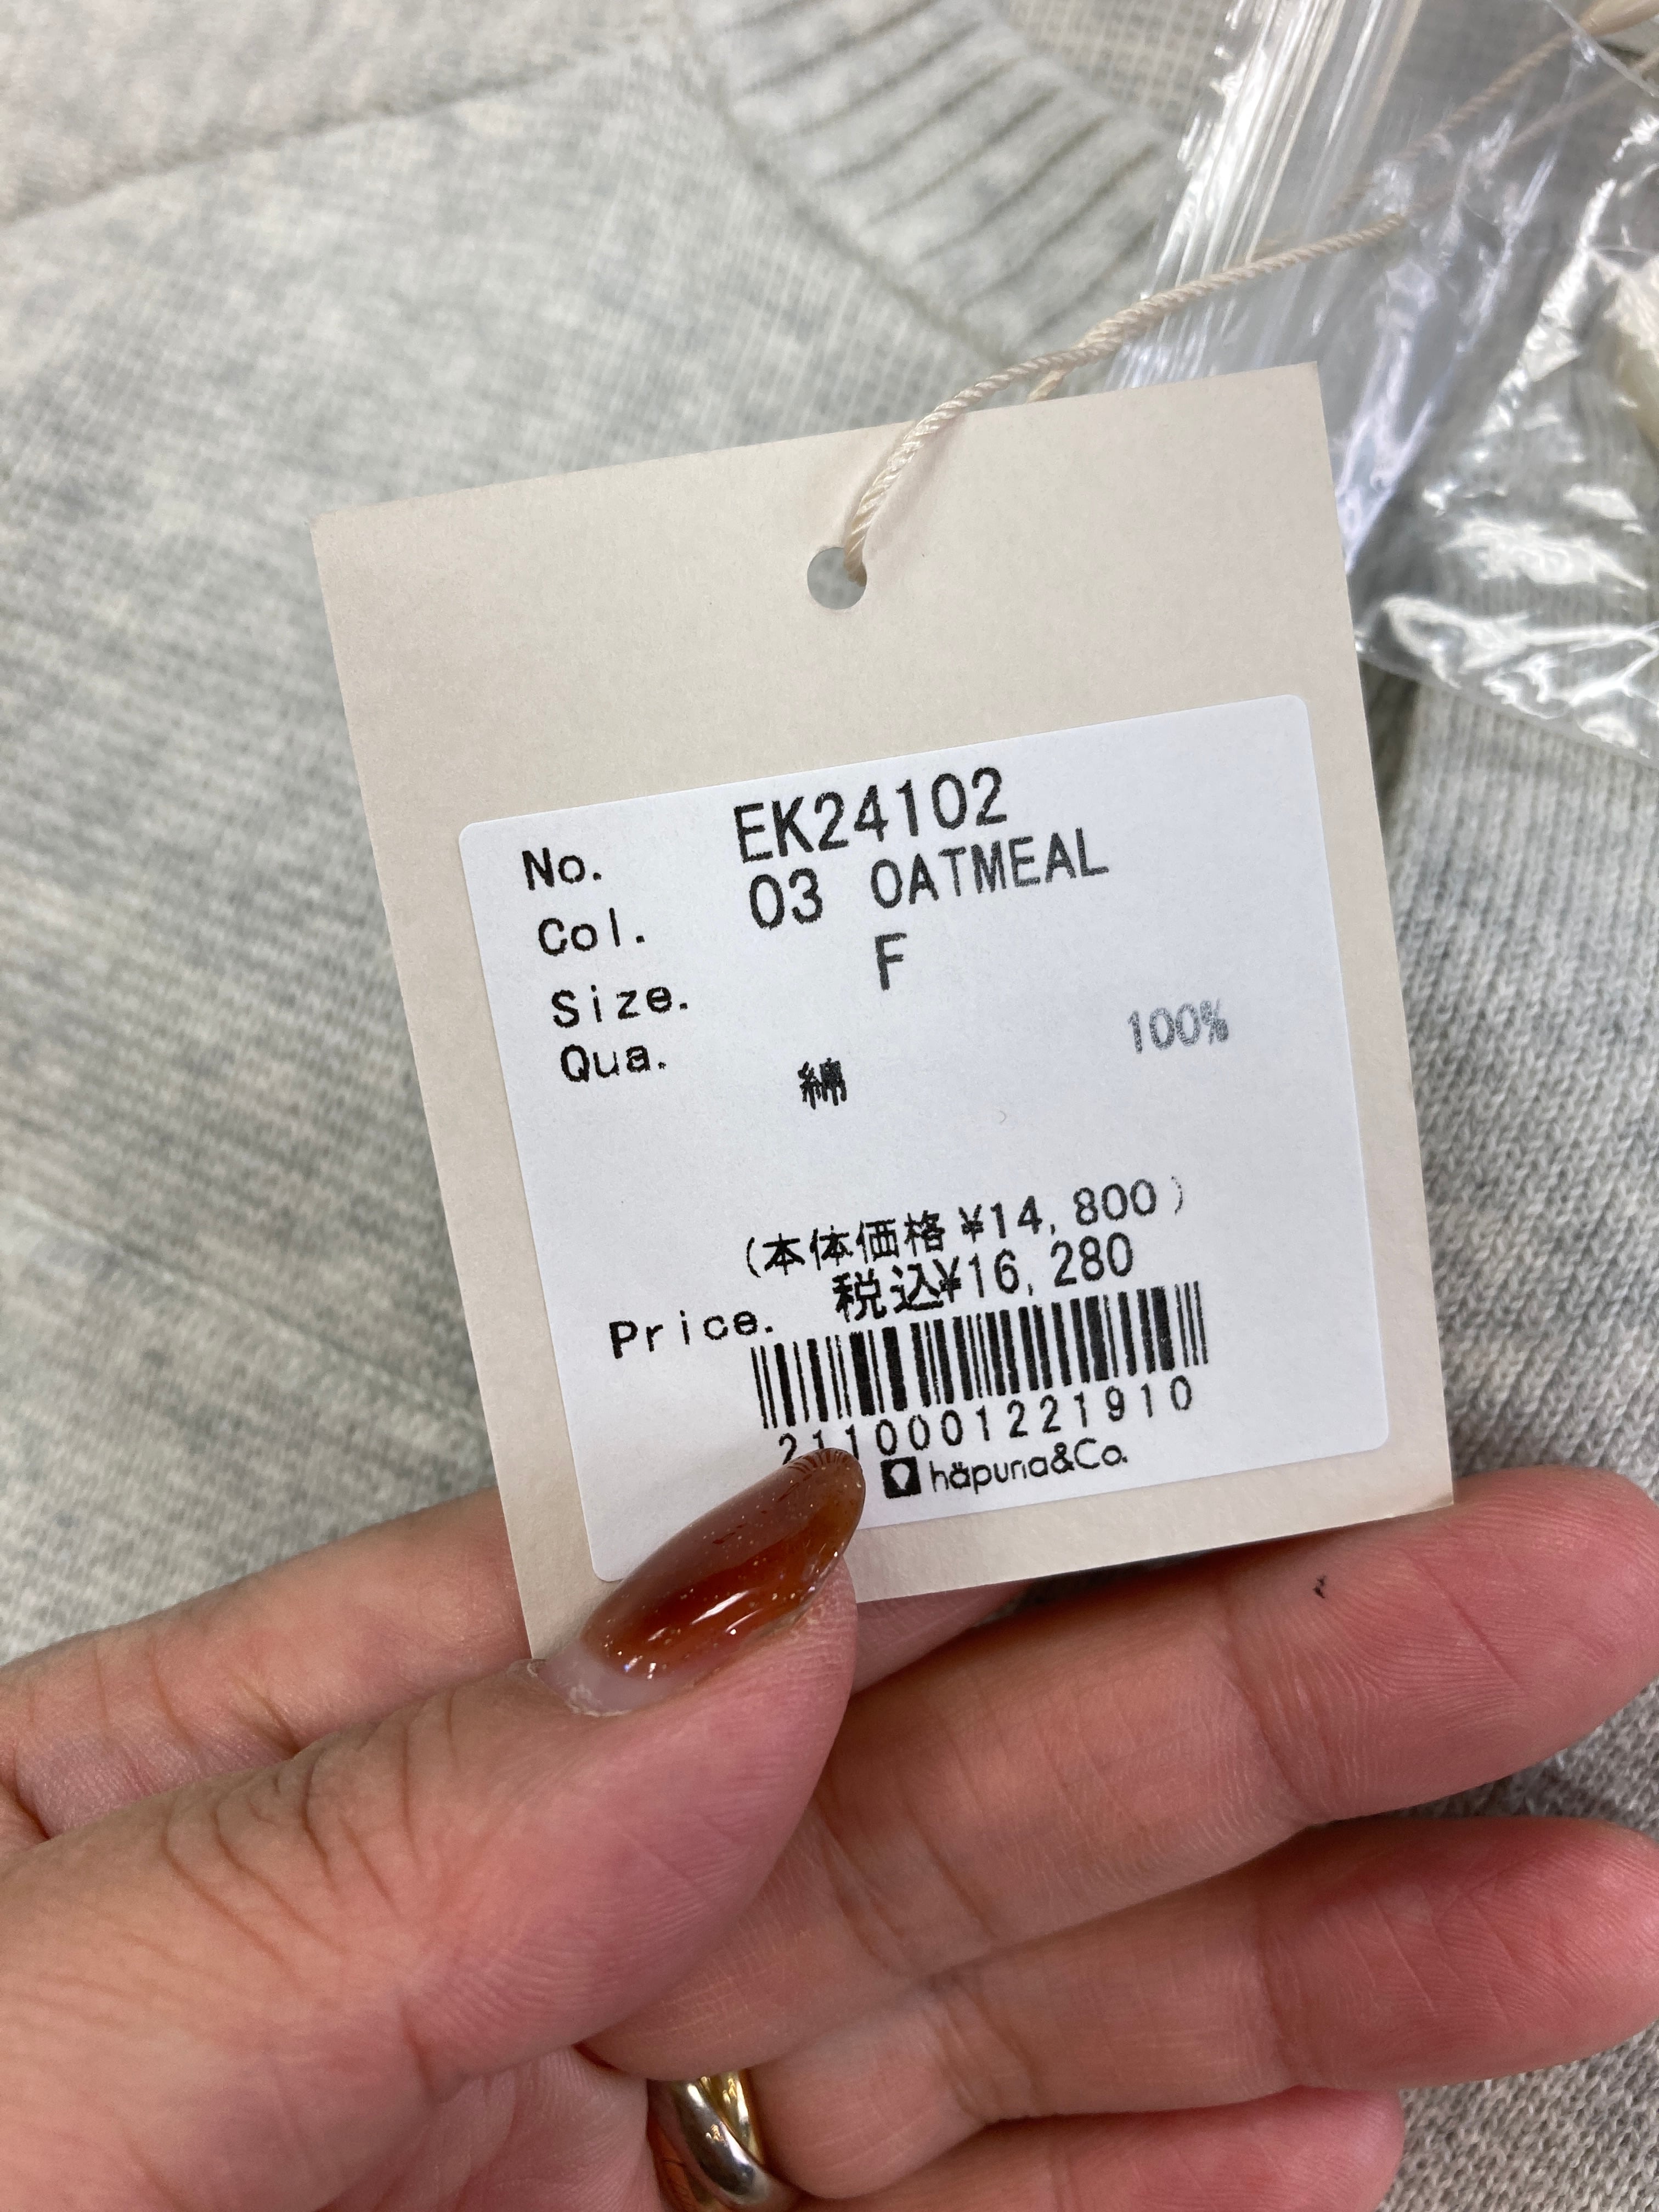 No. EK24102
Col. 03 OATMEAL
Size. F
Qua.
綿 100%
(本体価格 ¥14,800)
Price. 税込¥16,280
2110001221910
häpuna&Co.